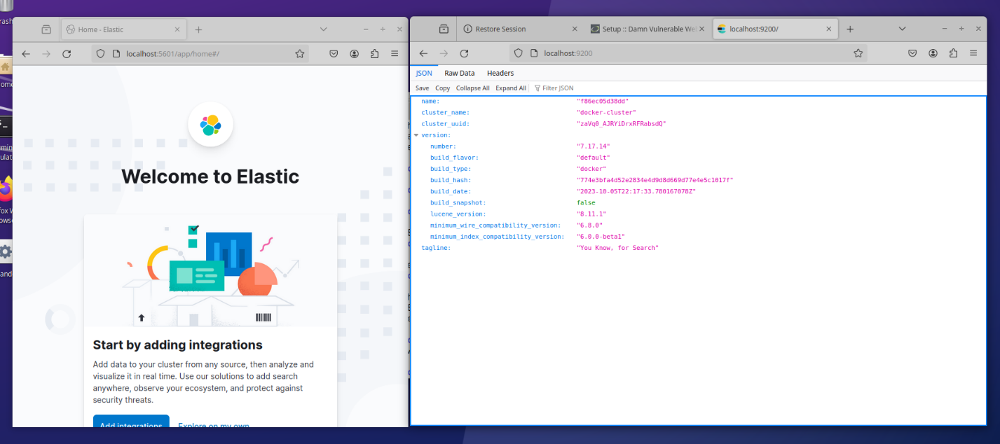 Home - Elastic
localhost:5601/app/home#/
Welcome to Elastic
Start by adding integrations
Add data to your cluster from any source, then analyze and
visualize it in real time. Use our solutions to add search
anywhere, observe your ecosystem, and protect against
security threats.
Add integrations Explore on my own
Restore Session
Setup :: Damn Vulnerable We
localhost:9200/
localhost:9200
JSON Raw Data Headers
Save Copy Collapse All Expand All Filter JSON
name: "f86ec05d38dd"
cluster_name: "docker-cluster"
cluster_uuid: "zaVq0_AJRYiDrxRFRabsdQ"
version:
number: "7.17.14"
build_flavor: "default"
build_type: "docker"
build_hash: "774e3bfa4d52e2834e4d9d8d669d77e4e5c1017f"
build_date: "2023-10-05T22:17:33.780167078Z"
build_snapshot: false
lucene_version: "8.11.1"
minimum_wire_compatibility_version: "6.8.0"
minimum_index_compatibility_version: "6.0.0-beta1"
tagline: "You Know, for Search"